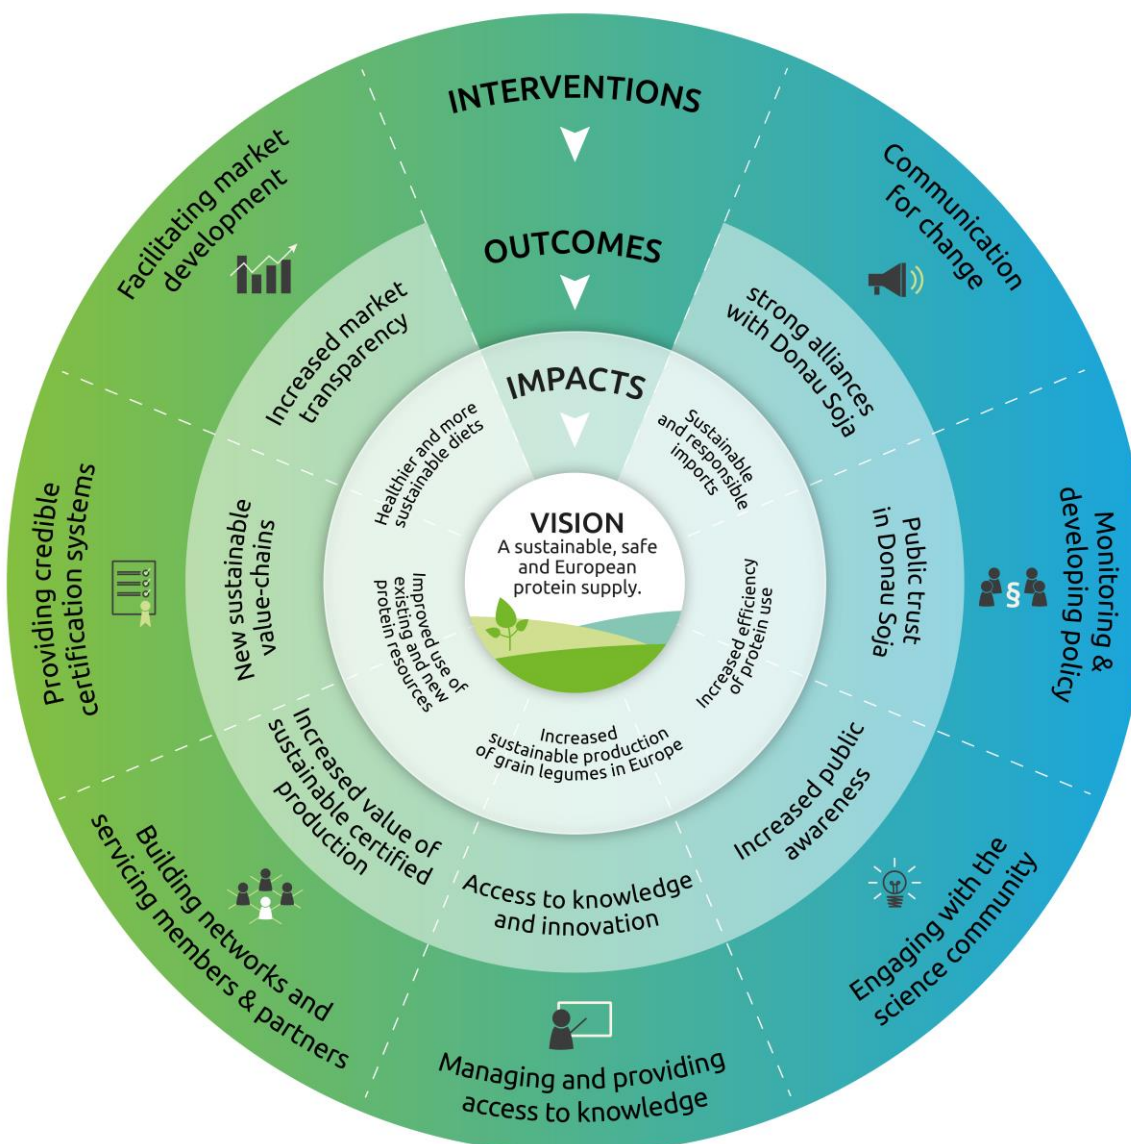 INTERVENTIONS
OUTCOMES
IMPACTS
VISION
A sustainable, safe
and European
protein supply.
Communication
for change
Monitoring &
developing policy
Engaging with the
science community
Managing and providing
access to knowledge
Building networks and
servicing members & partners
Providing credible
certification systems
Facilitating market
development
strong alliances
with Donau Soja
Public trust
in Donau Soja
Increased public
awareness
Access to knowledge
and innovation
Increased value of
sustainable certified
production
New sustainable
value-chains
Increased market
transparency
Sustainable
and responsible
imports
Increased efficiency
of protein use
Increased
sustainable production
of grain legumes in Europe
Improved use of
existing and new
protein resources
Healthier and more
sustainable diets
§